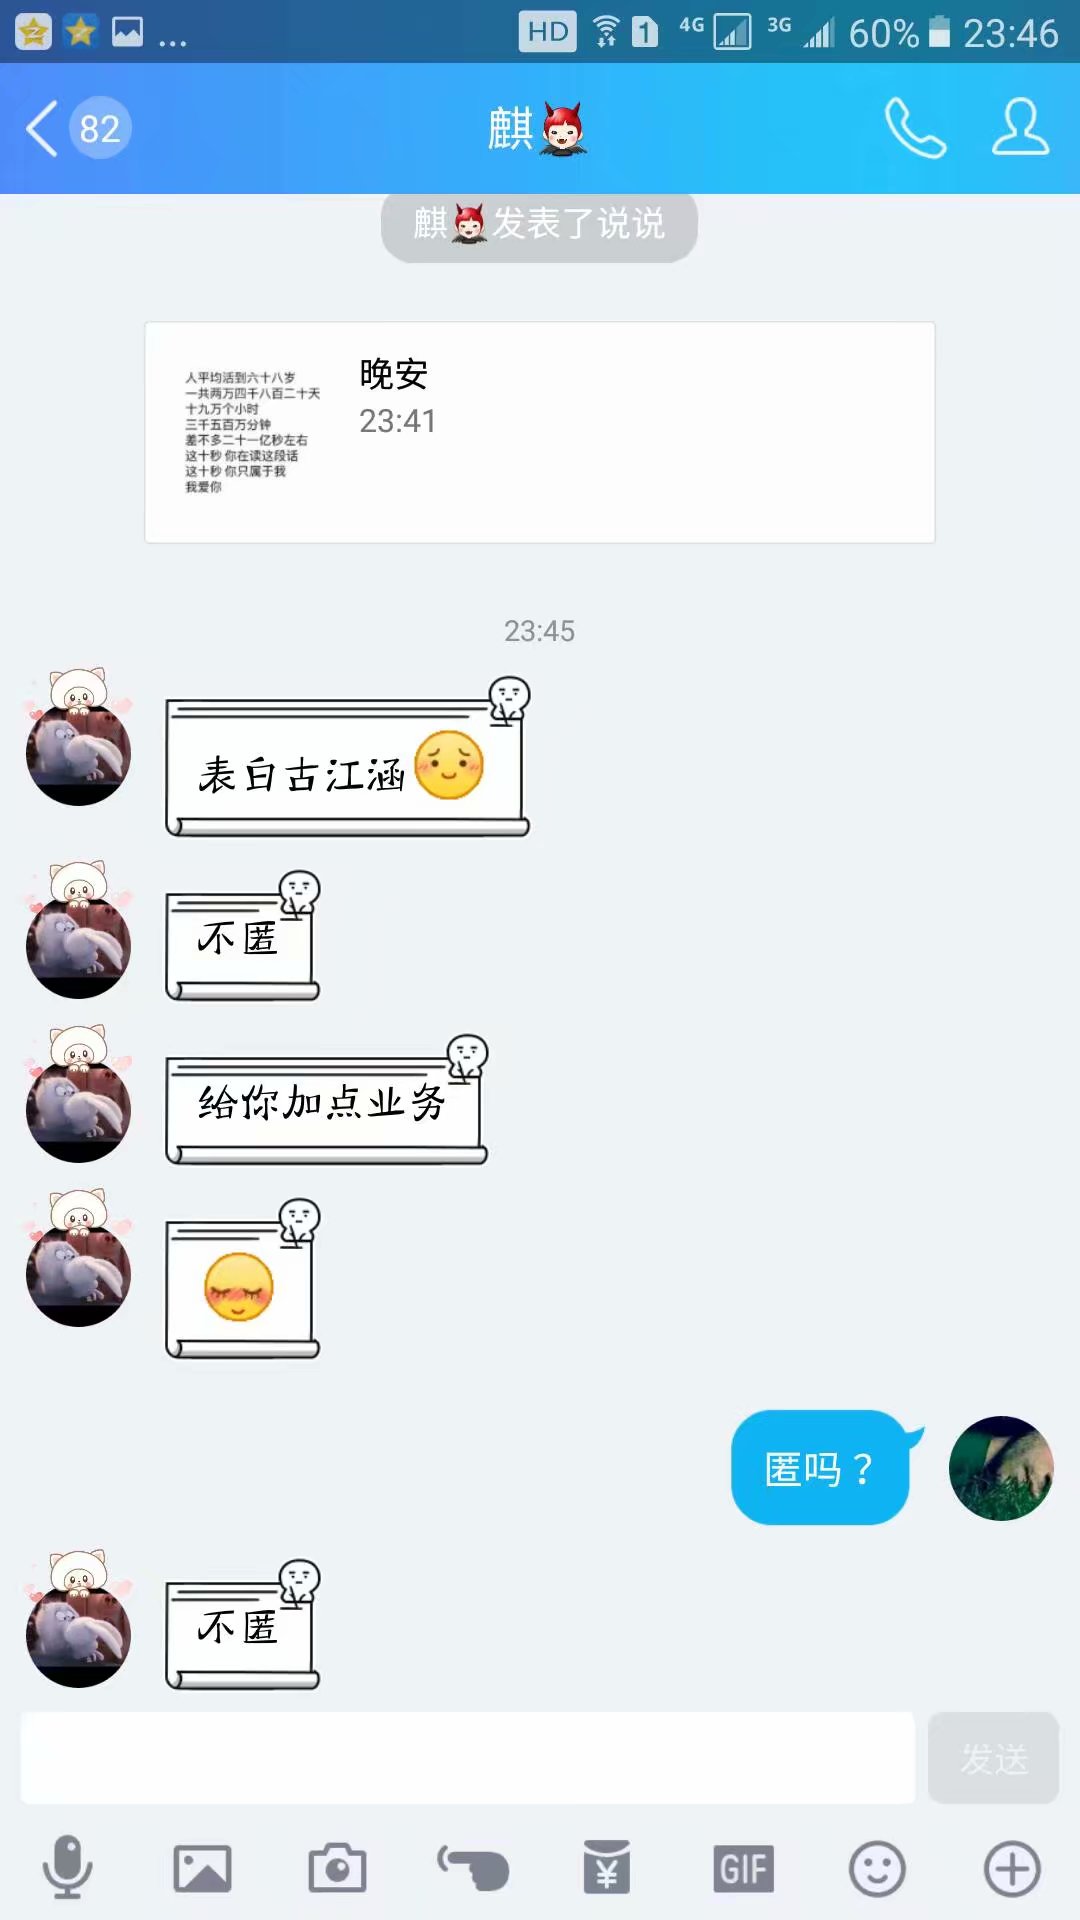 HD 1 4G 3G 60% 23:46
82 麒
麒发表了说说
晚安
23:41
人平均活到六十八岁
一共两万四千八百二十天
十九万个小时
三千五百万分钟
差不多二十一亿秒左右
这十秒 你在读这段话
这十秒 你只属于我
我爱你
23:45
表白古江涵
不匿
给你加点业务
匿吗？
不匿
发送
GIF